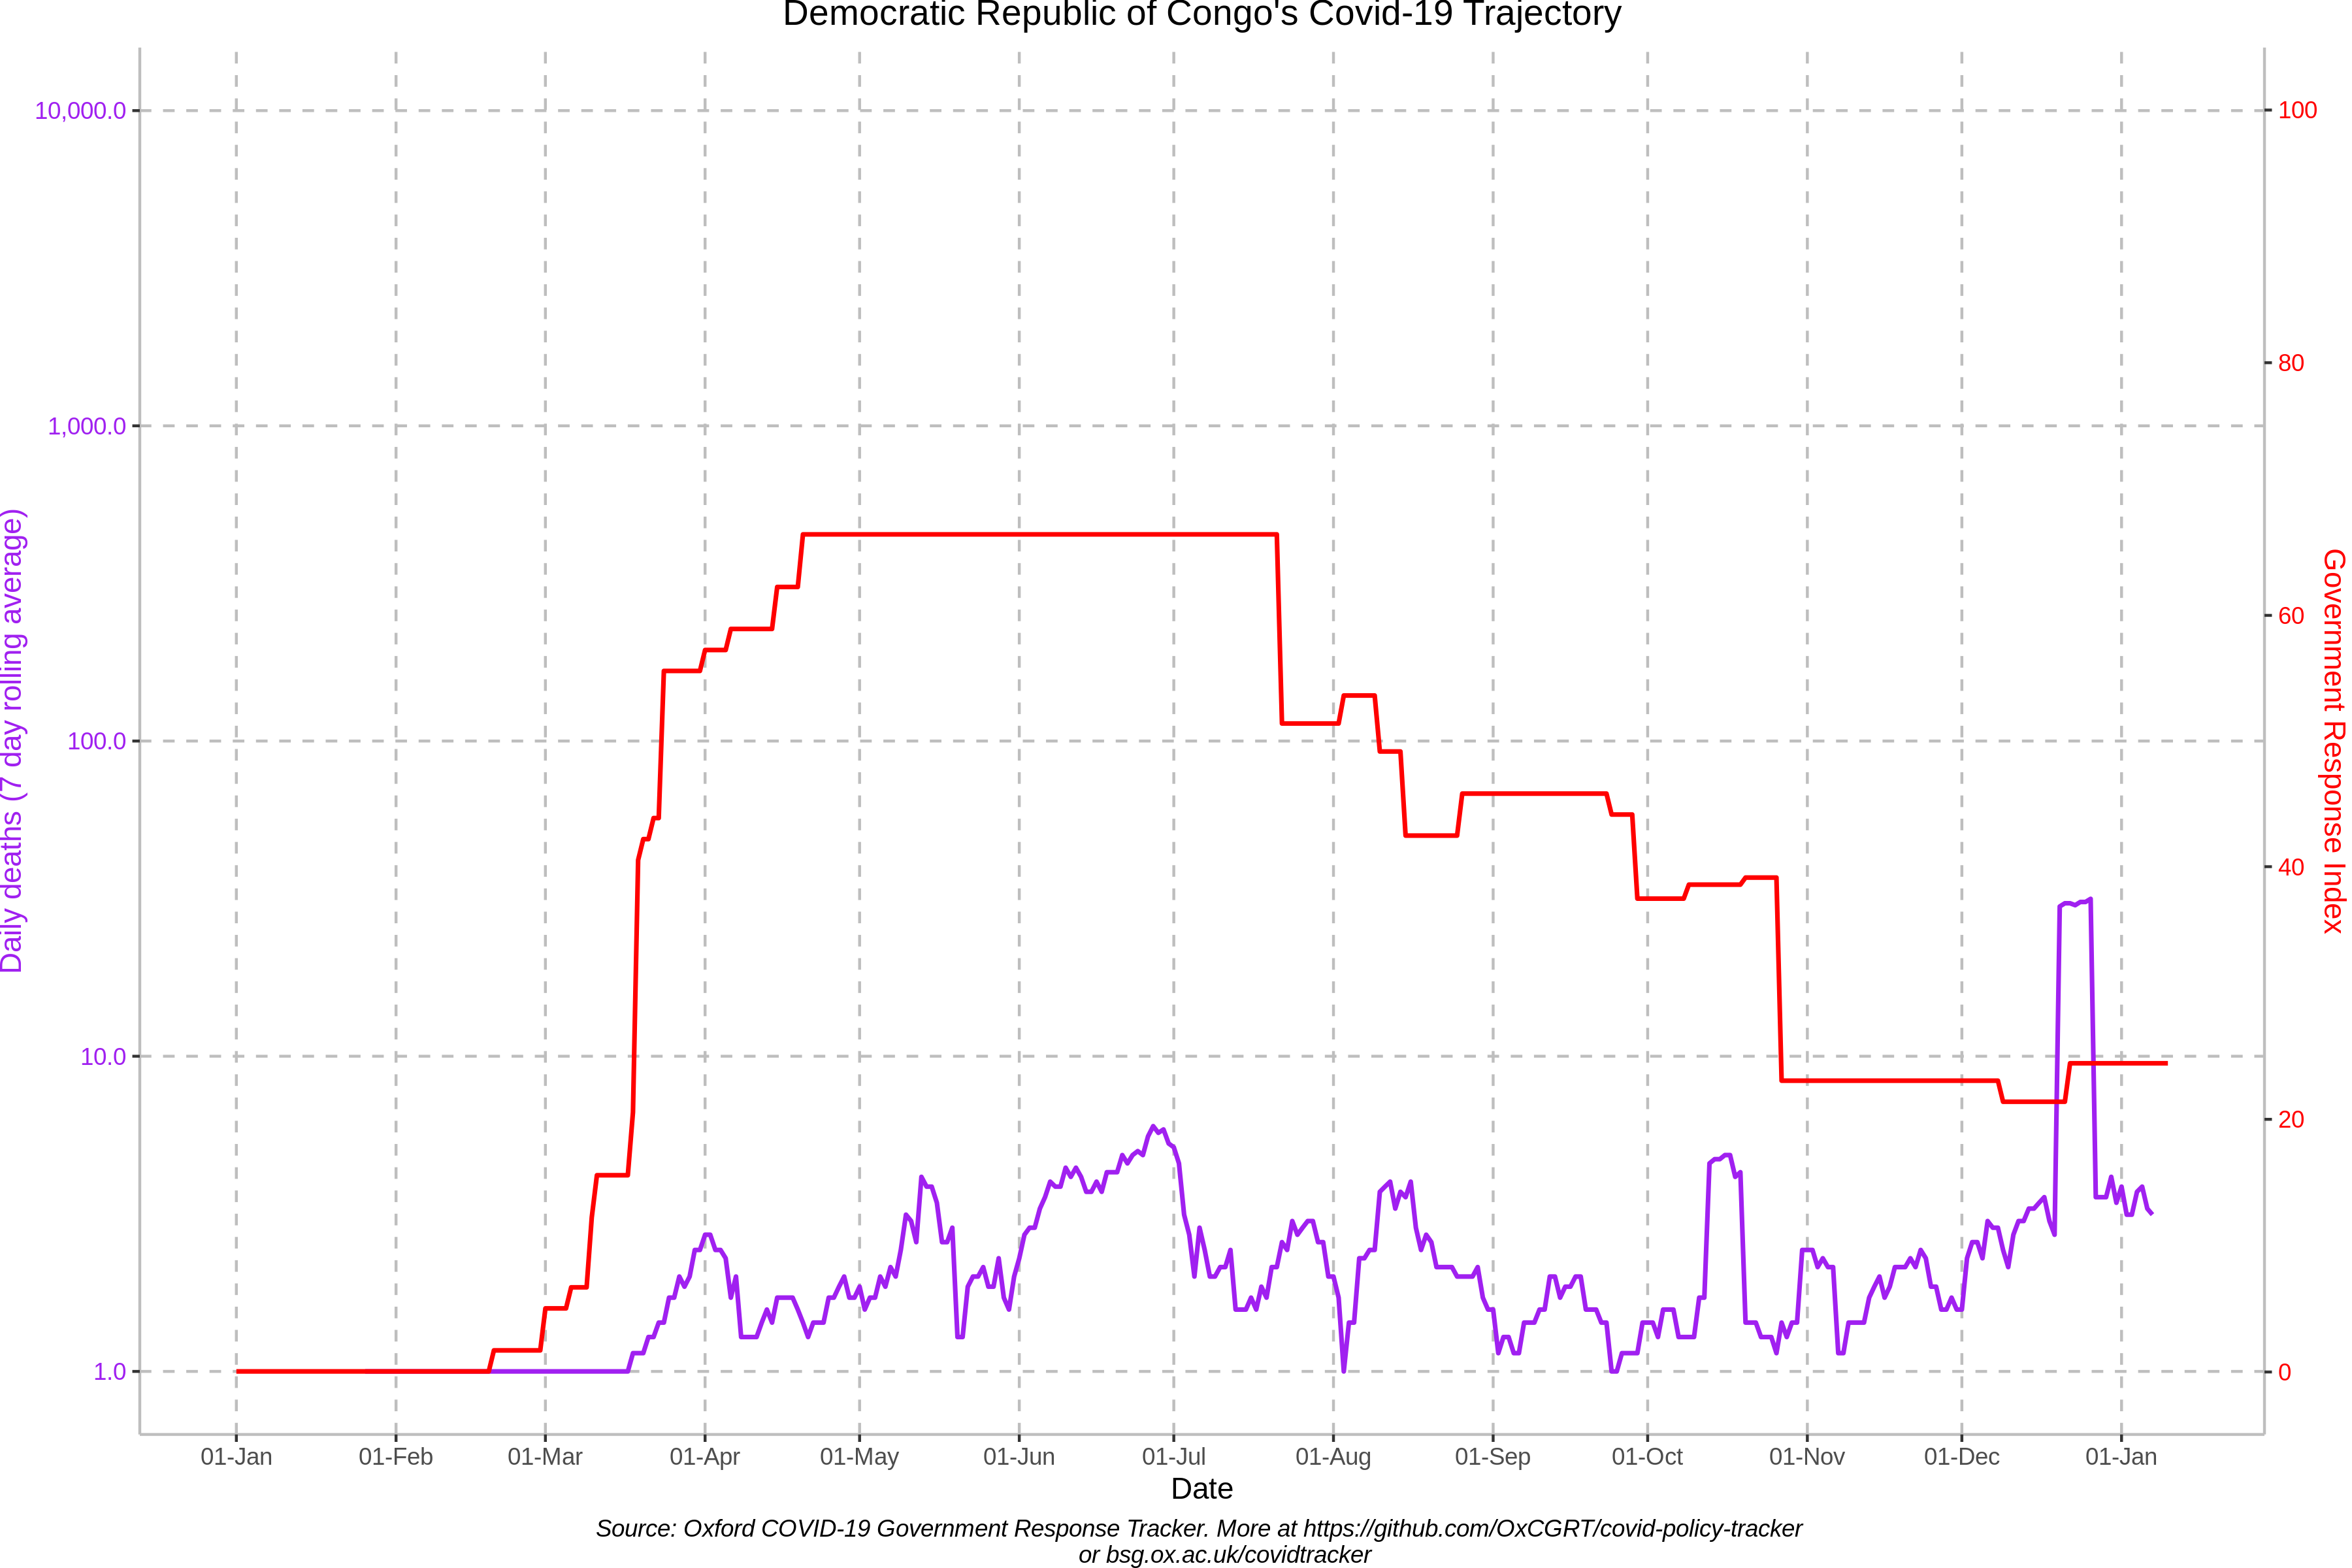 Democratic Republic of Congo's Covid-19 Trajectory
10,000.0
1,000.0
100.0
10.0
1.0
Daily deaths (7 day rolling average)
100
80
60
40
20
0
Government Response Index
01-Jan
01-Feb
01-Mar
01-Apr
01-May
01-Jun
01-Jul
01-Aug
01-Sep
01-Oct
01-Nov
01-Dec
01-Jan
Date
Source: Oxford COVID-19 Government Response Tracker. More at https://github.com/OxCGRT/covid-policy-tracker
or bsg.ox.ac.uk/covidtracker